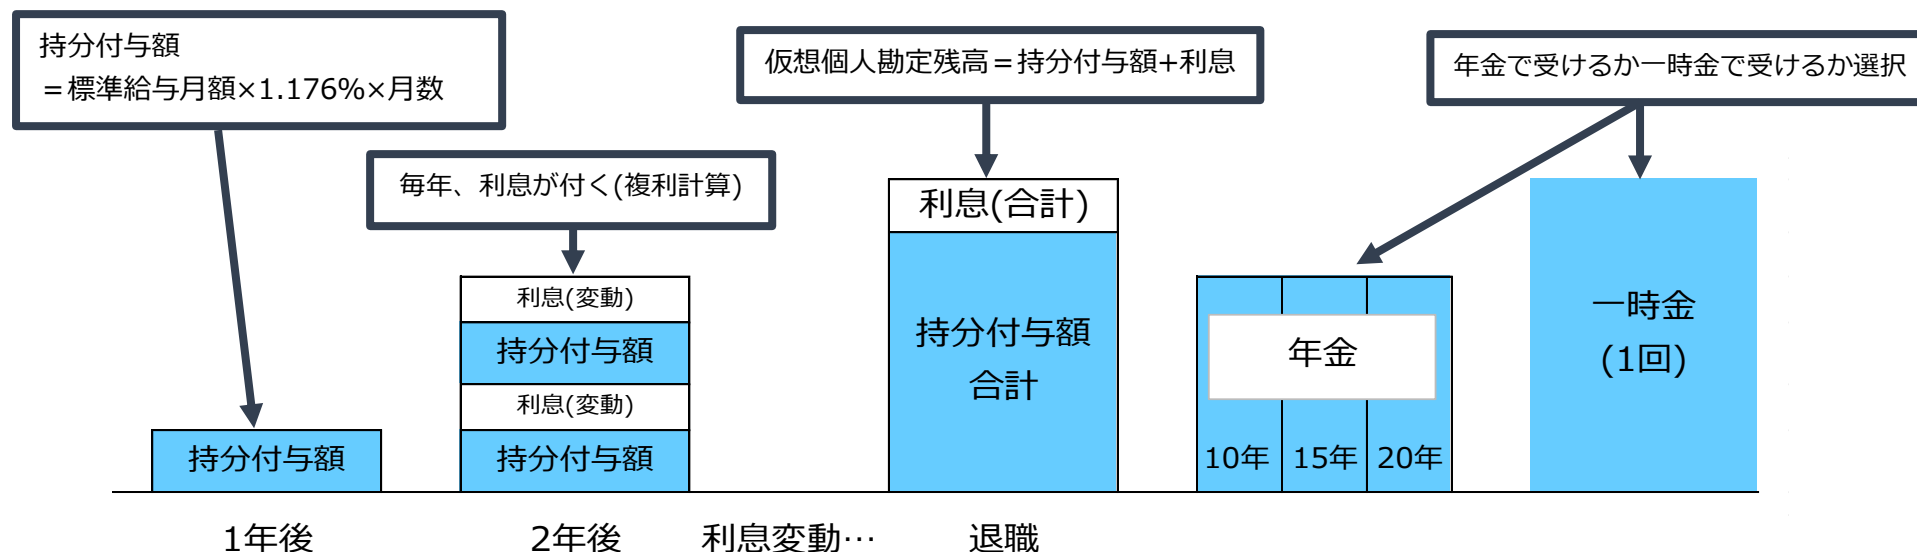 持分付与額
＝標準給与月額×1.176%×月数
仮想個人勘定残高＝持分付与額+利息
年金で受けるか一時金で受けるか選択
毎年、利息が付く(複利計算)
持分付与額
利息(変動)
持分付与額
利息(変動)
持分付与額
利息(合計)
持分付与額
合計
年金
10年 15年 20年
一時金
(1回)
1年後 2年後 利息変動… 退職